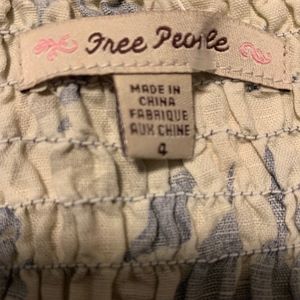 Free People
MADE IN
CHINA
FABRIQUE
AUX CHINE
4